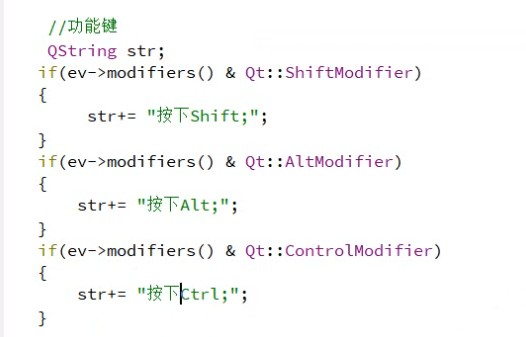 //功能键
QString str;
if(ev->modifiers() & Qt::ShiftModifier)
{
str+= "按下Shift;";
}
if(ev->modifiers() & Qt::AltModifier)
{
str+= "按下Alt;";
}
if(ev->modifiers() & Qt::ControlModifier)
{
str+= "按下Ctrl;";
}